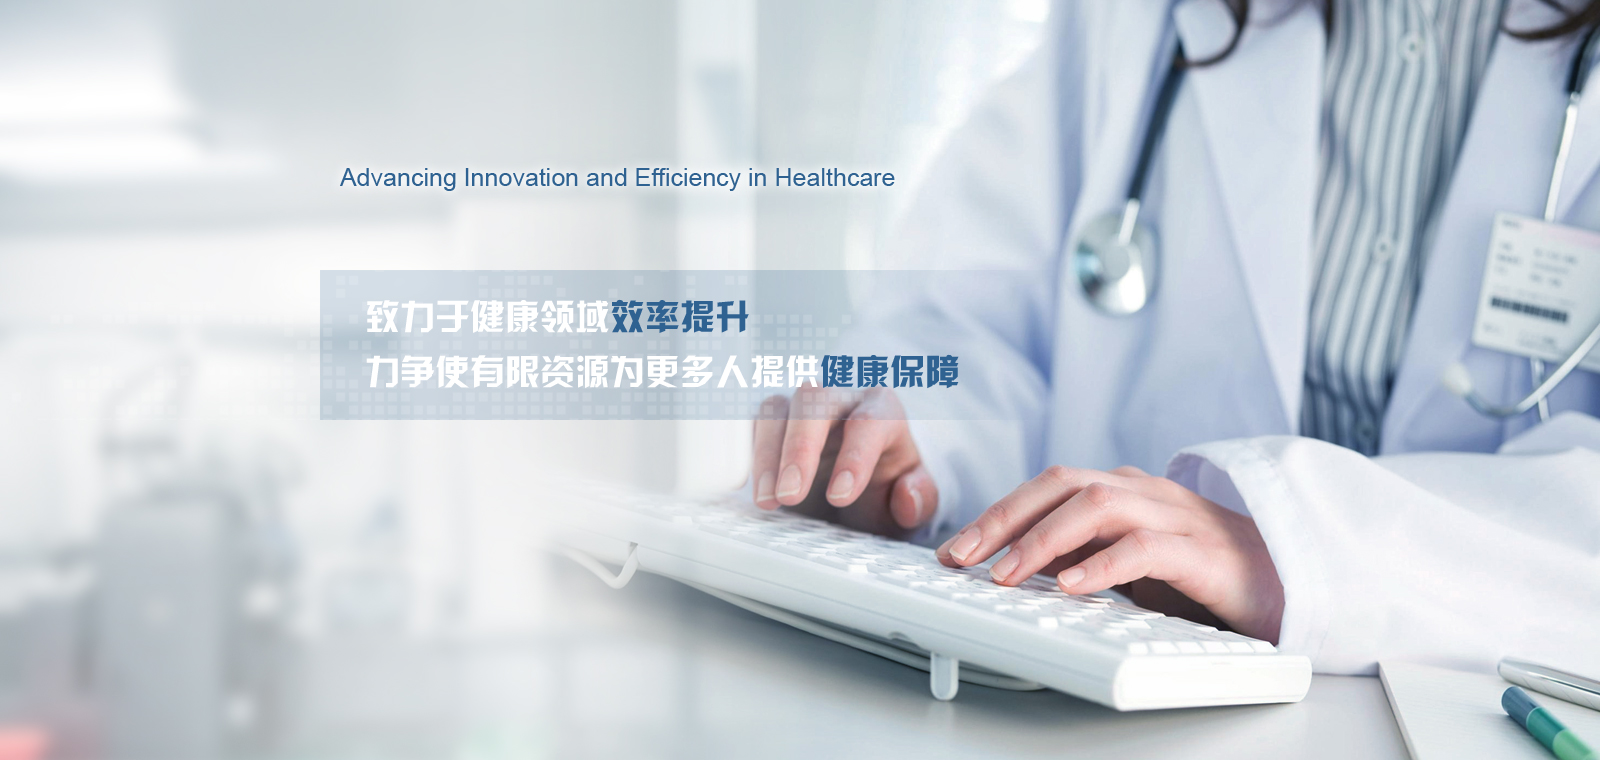 Advancing Innovation and Efficiency in Healthcare
致力于健康领域效率提升
力争使有限资源为更多人提供健康保障